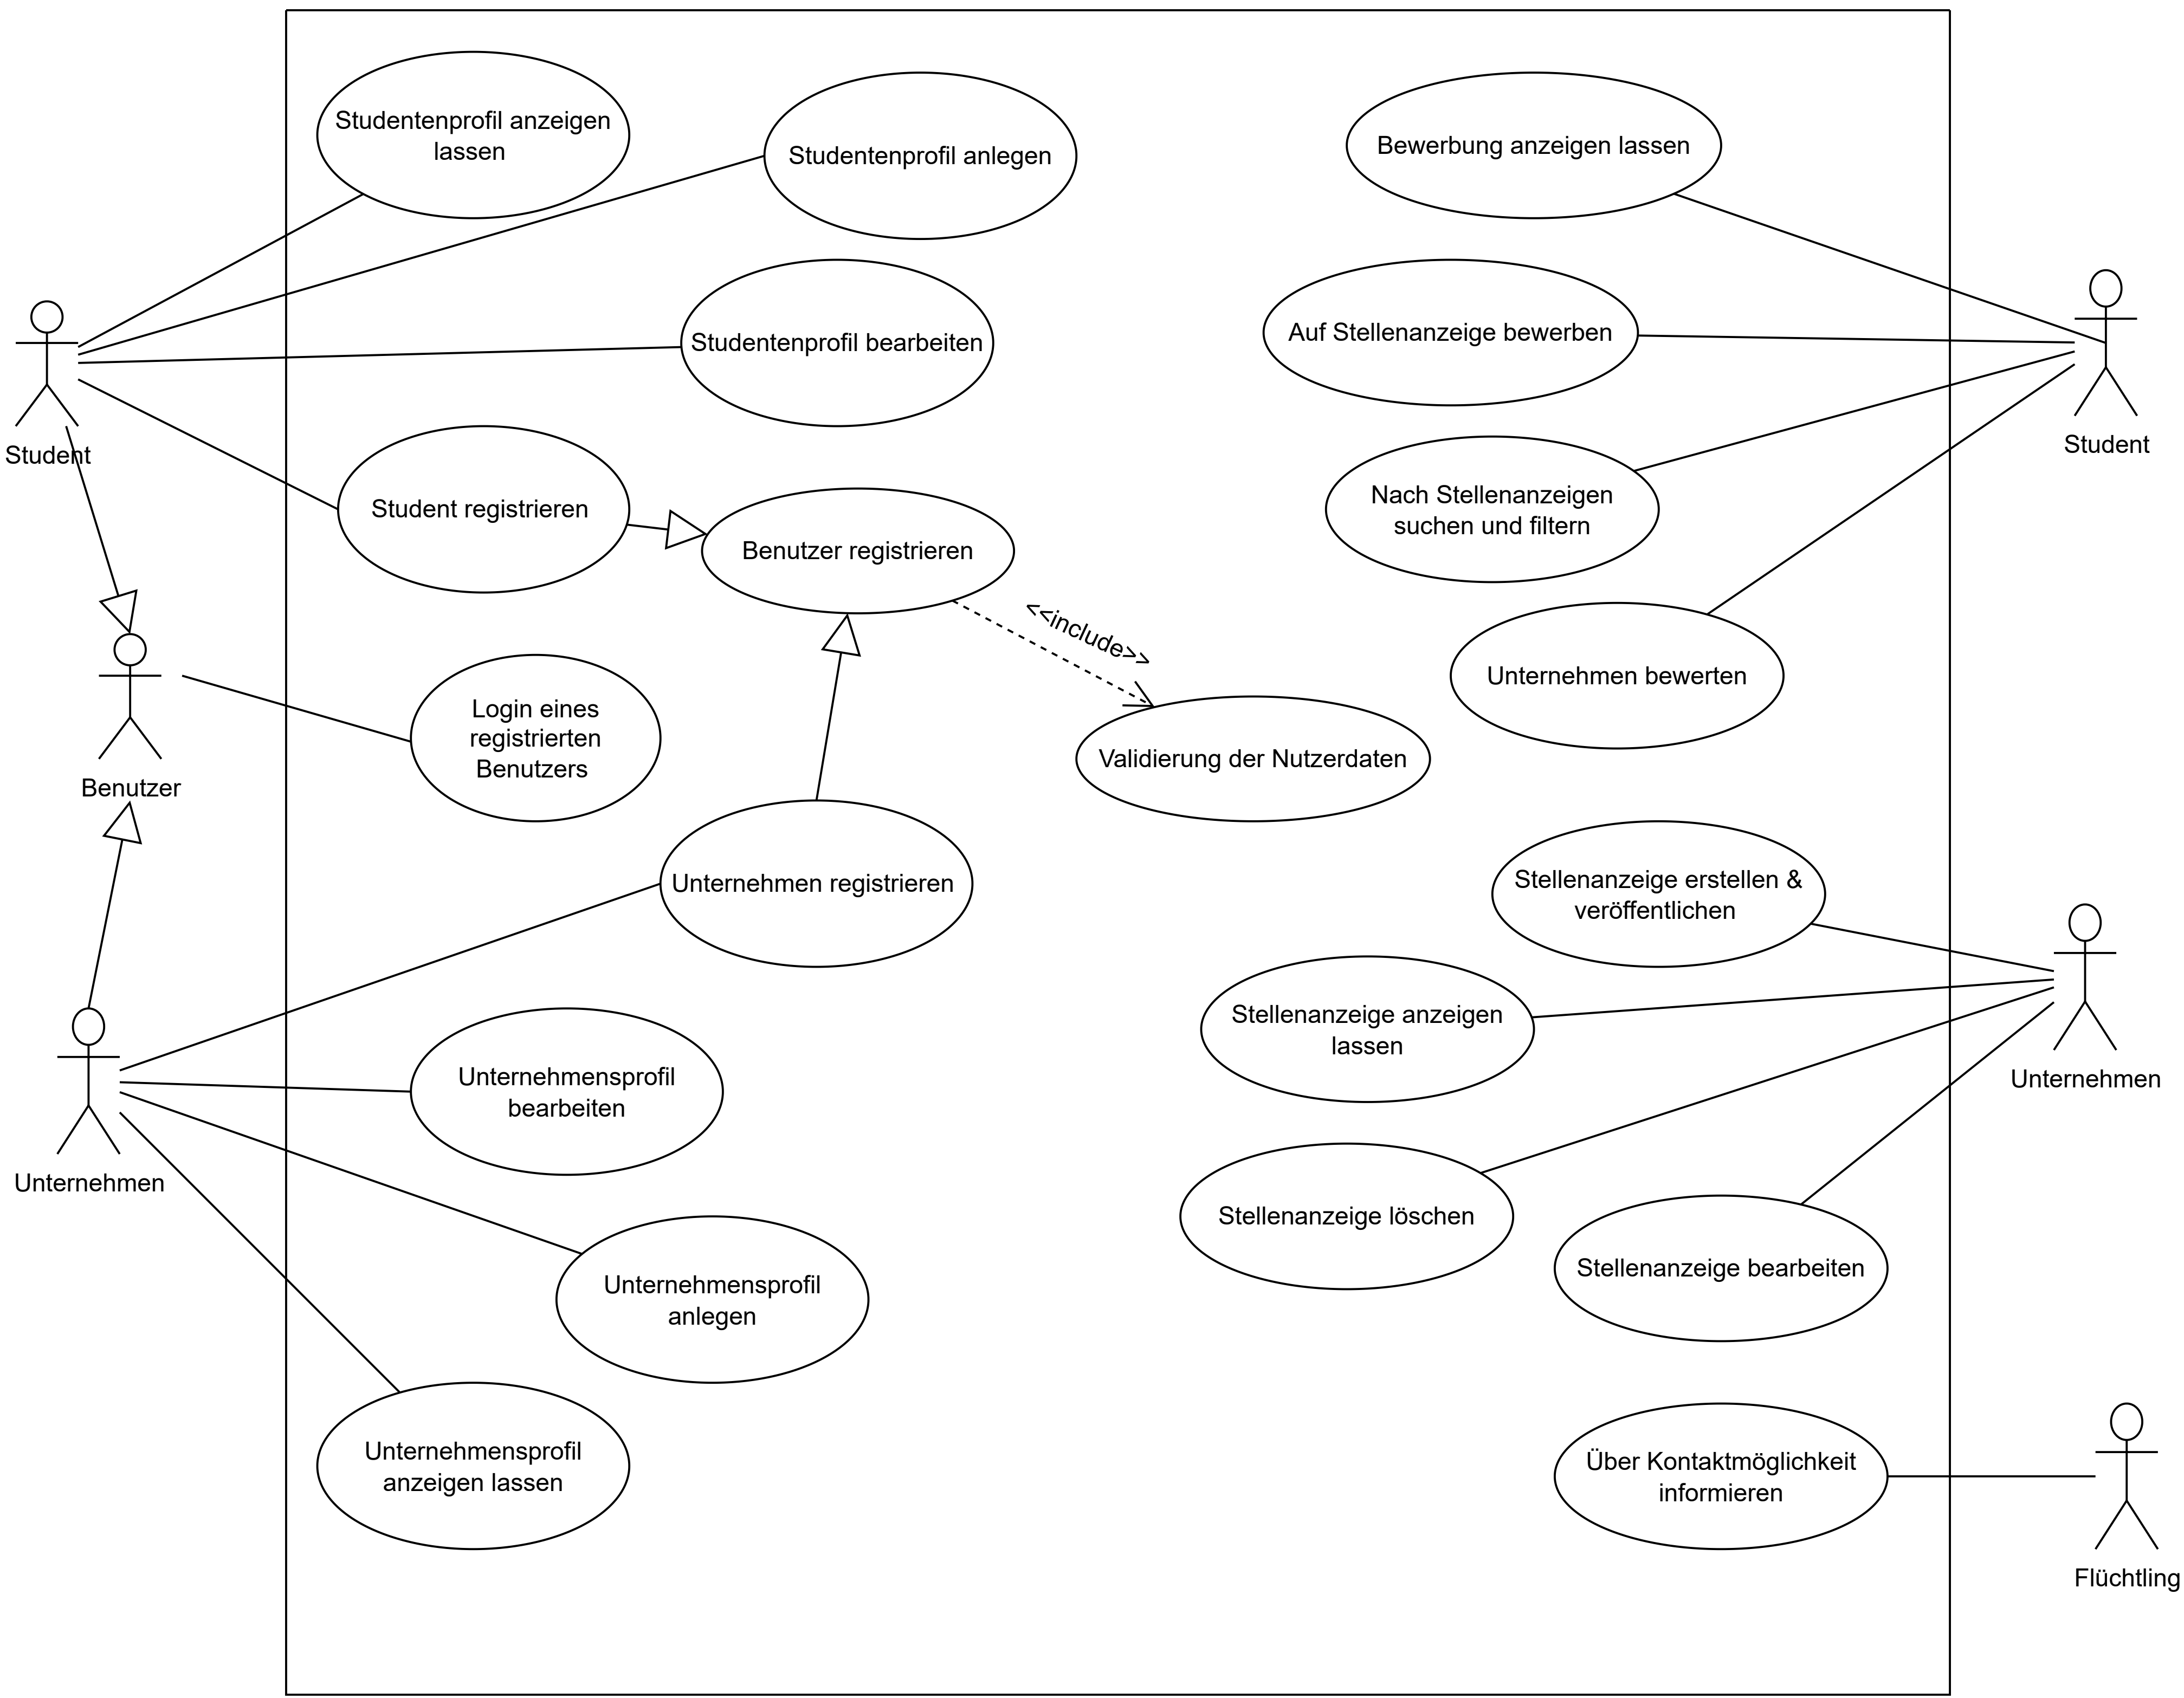 Studentenprofil anzeigen
lassen
Studentenprofil anlegen
Bewerbung anzeigen lassen
Studentenprofil bearbeiten
Auf Stellenanzeige bewerben
Student
Student
Student registrieren
Benutzer registrieren
Nach Stellenanzeigen
suchen und filtern
<<include>>
Unternehmen bewerten
Login eines
registrierten
Benutzers
Benutzer
Validierung der Nutzerdaten
Unternehmen registrieren
Stellenanzeige erstellen &
veröffentlichen
Stellenanzeige anzeigen
lassen
Unternehmen
Unternehmensprofil
bearbeiten
Unternehmen
Stellenanzeige löschen
Stellenanzeige bearbeiten
Unternehmensprofil
anlegen
Unternehmensprofil
anzeigen lassen
Über Kontaktmöglichkeit
informieren
Flüchtling